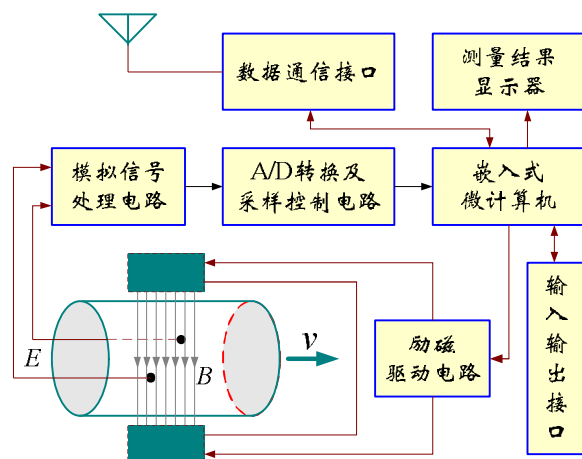 数据通信接口
测量结果
显示器
模拟信号
处理电路
A/D转换及
采样控制电路
嵌入式
微计算机
E
B
v
励磁
驱动电路
输入输出接口